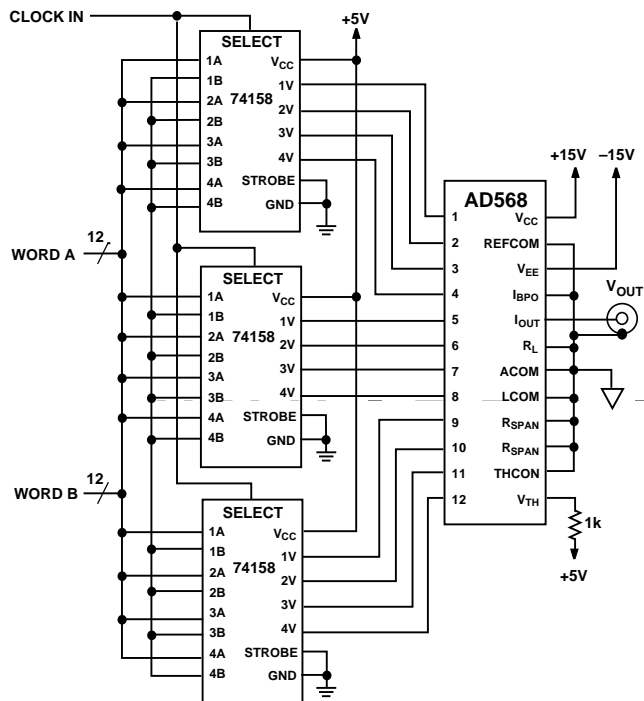 CLOCK IN
+5V
SELECT
1A
1B
2A
2B
3A
3B
4A
4B
VCC
1V
2V
3V
4V
74158
STROBE
GND
WORD A
12
SELECT
1A
1B
2A
2B
3A
3B
4A
4B
VCC
1V
2V
3V
4V
74158
STROBE
GND
WORD B
12
SELECT
1A
1B
2A
2B
3A
3B
4A
4B
VCC
1V
2V
3V
4V
74158
STROBE
GND
+15V
–15V
AD568
1
2
3
4
5
6
7
8
9
10
11
12
VCC
REFCOM
VEE
IBPO
IOUT
RL
ACOM
LCOM
RSPAN
RSPAN
THCON
VTH
VOUT
1k
+5V